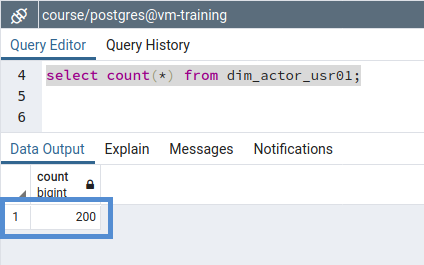 course/postgres@vm-training
Query Editor Query History
4 select count(*) from dim_actor_usr01;
5
6
Data Output Explain Messages Notifications
count
bigint
1 200